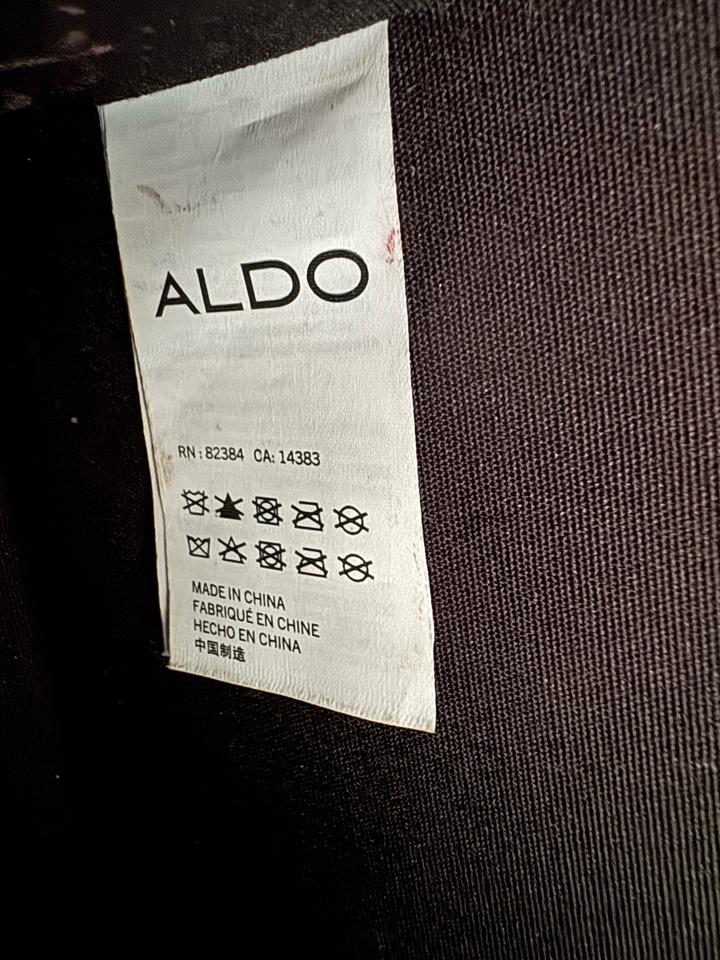 ALDO
RN : 82384 CA: 14383
MADE IN CHINA
FABRIQUÉ EN CHINE
HECHO EN CHINA
中国制造